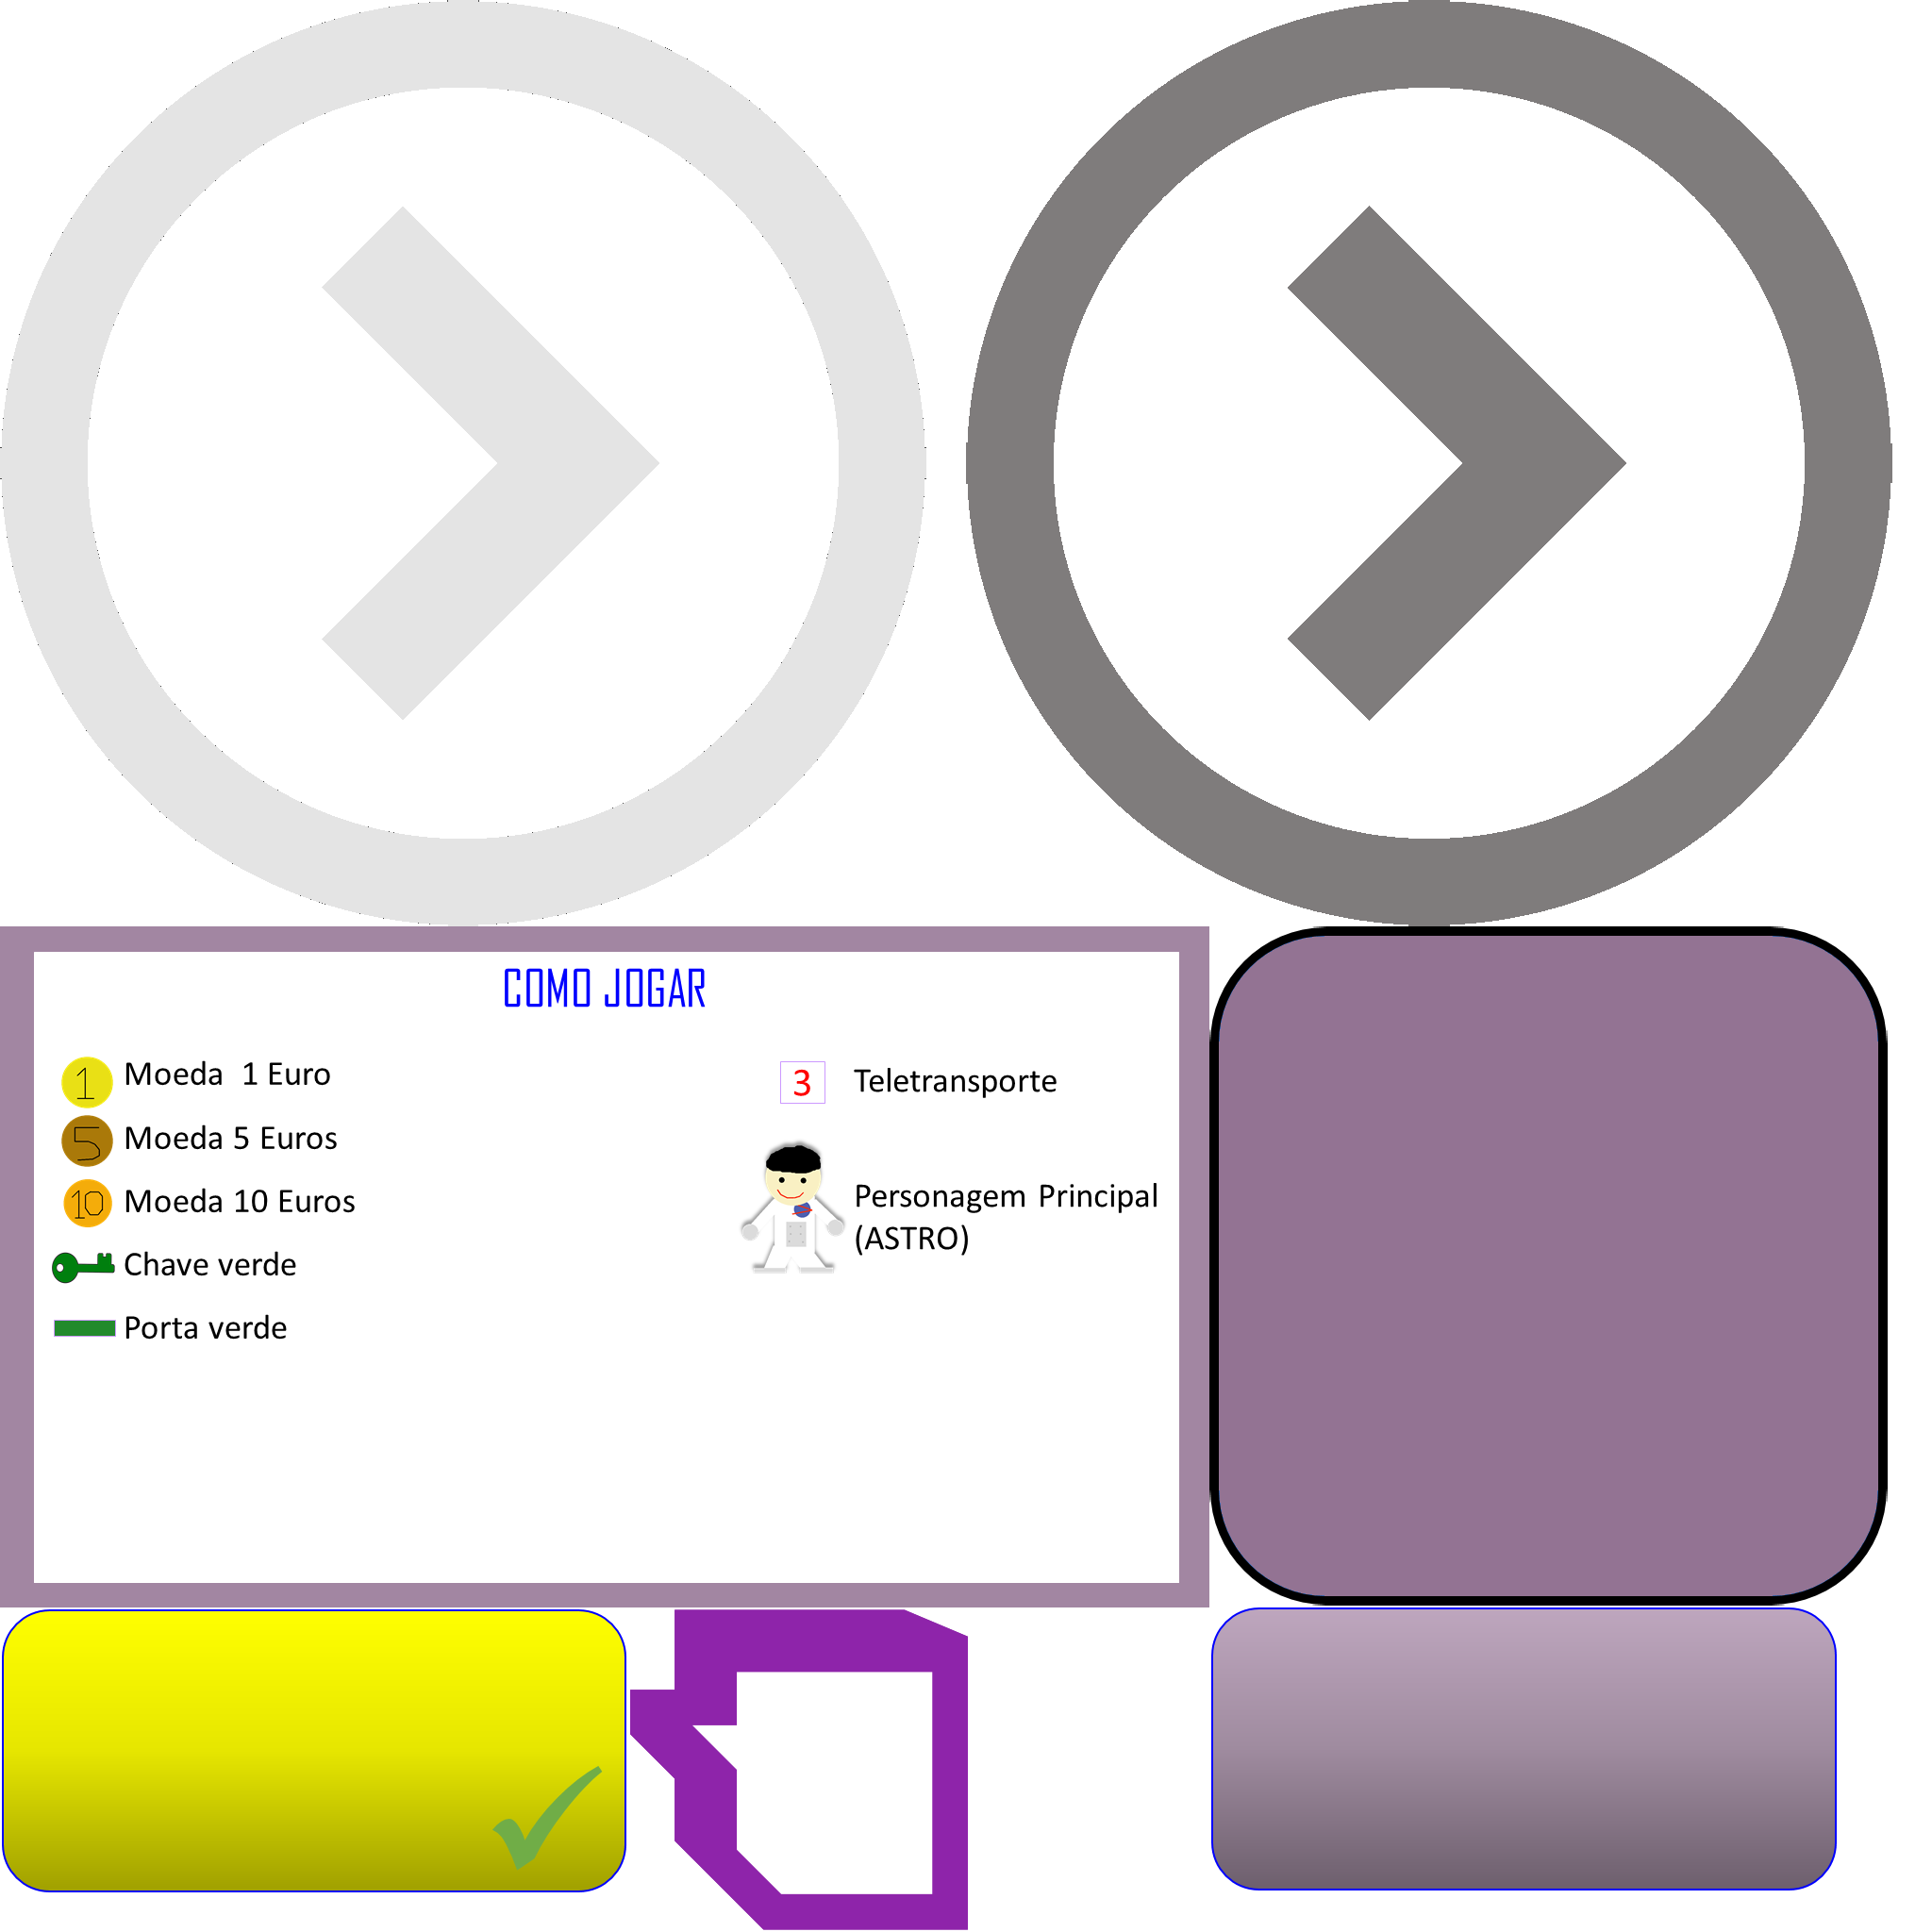 COMO JOGAR
1 Moeda 1 Euro
5 Moeda 5 Euros
10 Moeda 10 Euros
Chave verde
Porta verde
3 Teletransporte
Personagem Principal
(ASTRO)